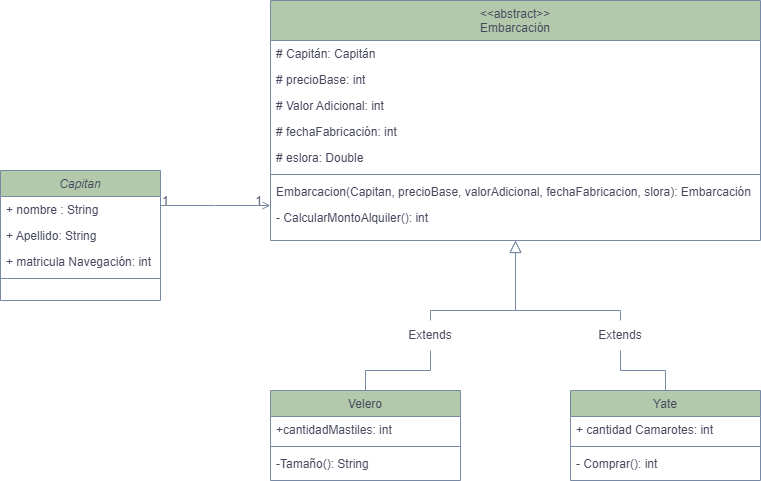 <<abstract>>
Embarcación
# Capitán: Capitán
# precioBase: int
# Valor Adicional: int
# fechaFabricación: int
# eslora: Double
Embarcacion(Capitan, precioBase, valorAdicional, fechaFabricacion, slora): Embarcación
- CalcularMontoAlquiler(): int
Capitan
+ nombre : String
+ Apellido: String
+ matricula Navegación: int
1
1
Extends
Extends
Velero
+cantidadMastiles: int
-Tamaño(): String
Yate
+ cantidad Camarotes: int
- Comprar(): int